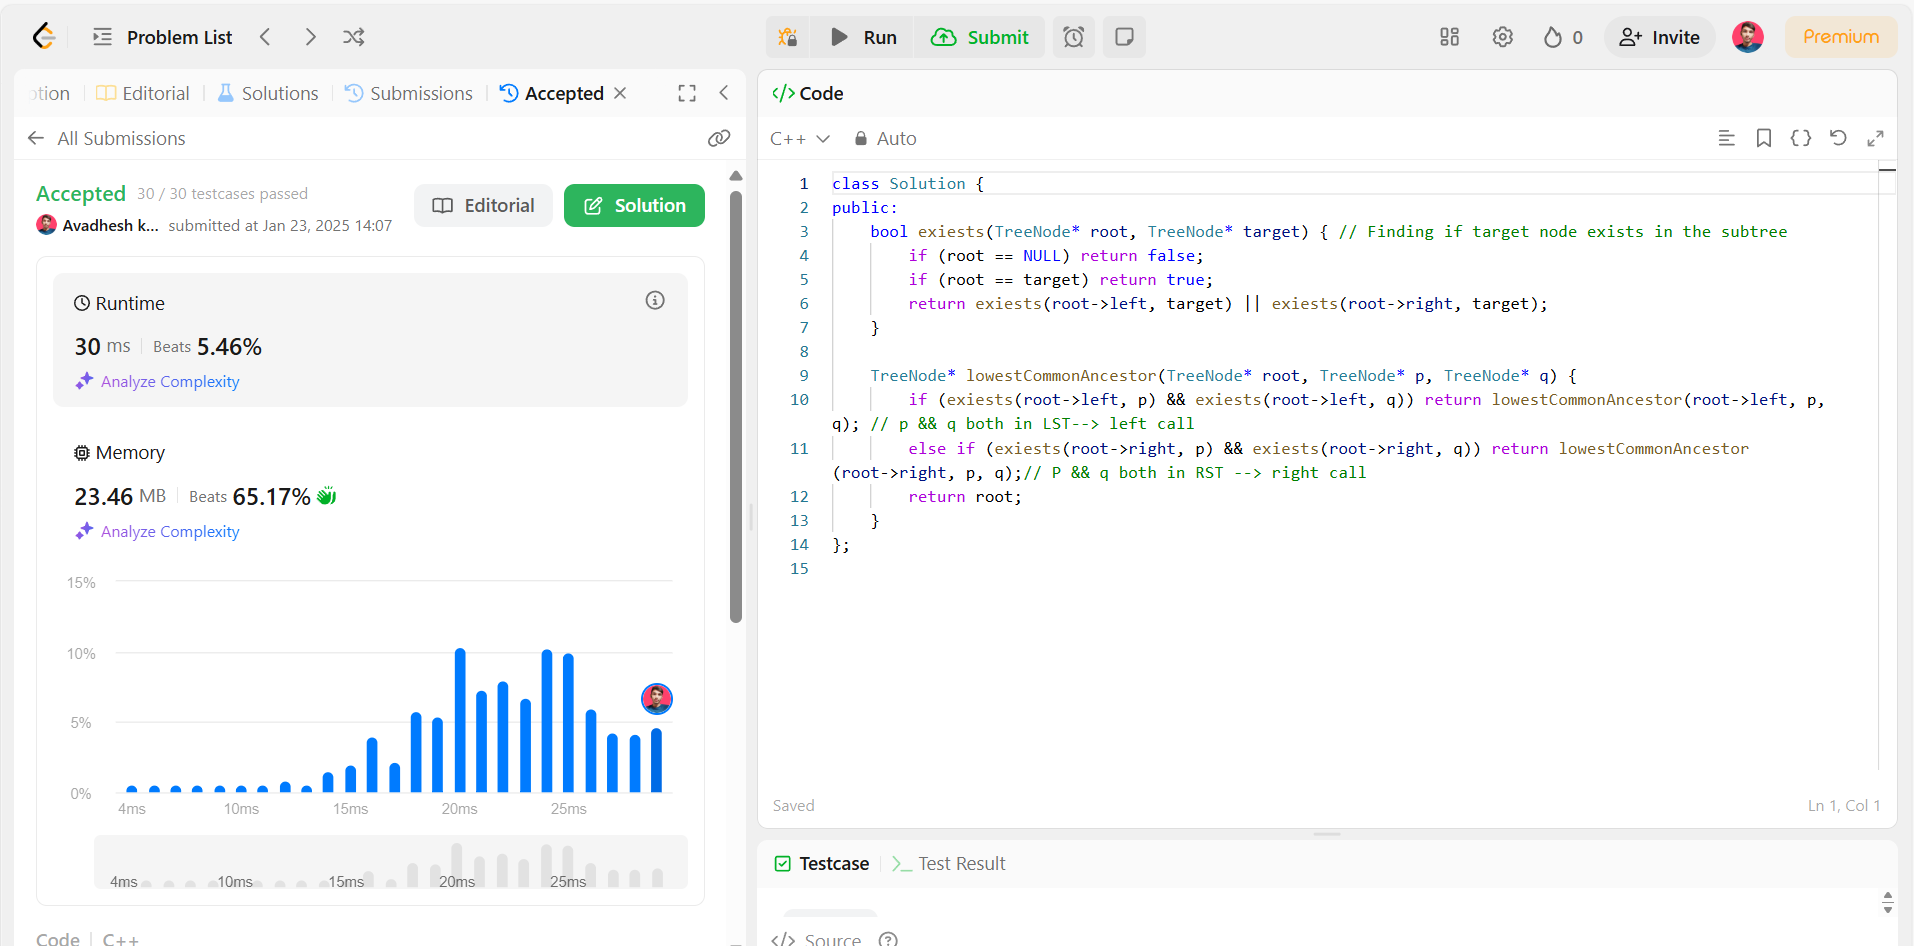 Problem List
Run
Submit
0
Invite
Premium
ption
Editorial
Solutions
Submissions
Accepted
All Submissions
Accepted 30 / 30 testcases passed
Avadhesh k... submitted at Jan 23, 2025 14:07
Editorial
Solution
Runtime
30 ms Beats 5.46%
Analyze Complexity
Memory
23.46 MB Beats 65.17%
Analyze Complexity
15%
10%
5%
0%
4ms 10ms 15ms 20ms 25ms
4ms 10ms 15ms 20ms 25ms
Code C++
</> Code
C++ Auto
1 class Solution {
2 public:
3 bool exiests(TreeNode* root, TreeNode* target) { // Finding if target node exists in the subtree
4 if (root == NULL) return false;
5 if (root == target) return true;
6 return exiests(root->left, target) || exiests(root->right, target);
7 }
8
9 TreeNode* lowestCommonAncestor(TreeNode* root, TreeNode* p, TreeNode* q) {
10 if (exiests(root->left, p) && exiests(root->left, q)) return lowestCommonAncestor(root->left, p,
q); // p && q both in LST--> left call
11 else if (exiests(root->right, p) && exiests(root->right, q)) return lowestCommonAncestor
(root->right, p, q);// P && q both in RST --> right call
12 return root;
13 }
14 };
15
Saved
Ln 1, Col 1
Testcase
Test Result
</> Source